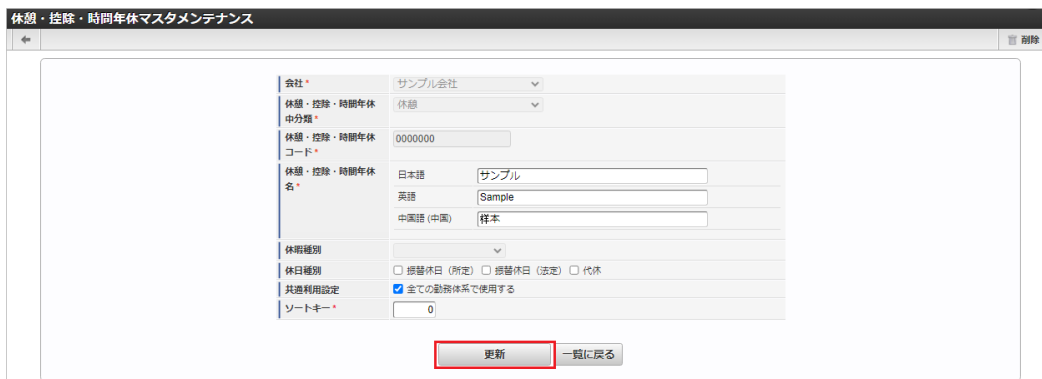 休憩・控除・時間年休マスタメンテナンス
削除
会社* サンプル会社
休憩・控除・時間年休中分類* 休憩
休憩・控除・時間年休コード* 0000000
休憩・控除・時間年休名*
日本語 サンプル
英語 Sample
中国語 (中国) 样本
休暇種別
休日種別 振替休日（所定） 振替休日（法定） 代休
共通利用設定 全ての勤務体系で使用する
ソートキー* 0
更新 一覧に戻る